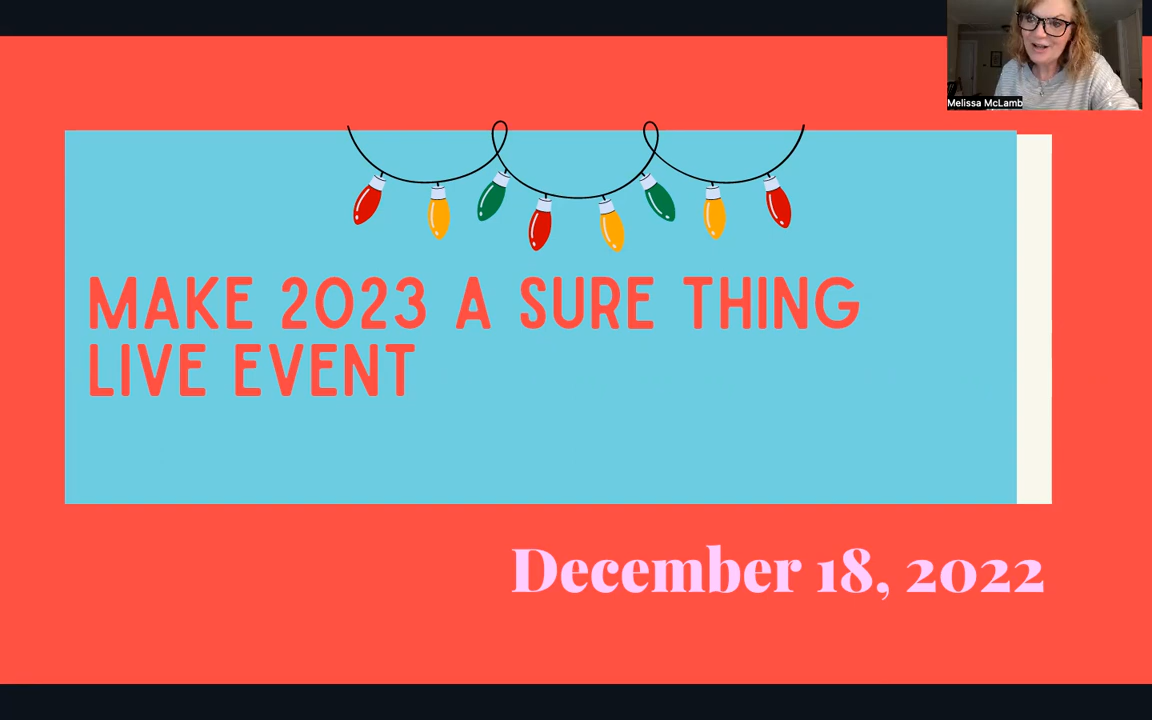 Melissa McLamb
MAKE 2023 A SURE THING
LIVE EVENT
December 18, 2022